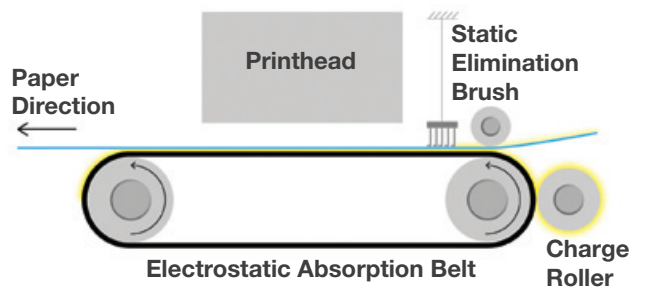 Printhead
Static
Elimination
Brush
Paper
Direction
Electrostatic Absorption Belt
Charge
Roller